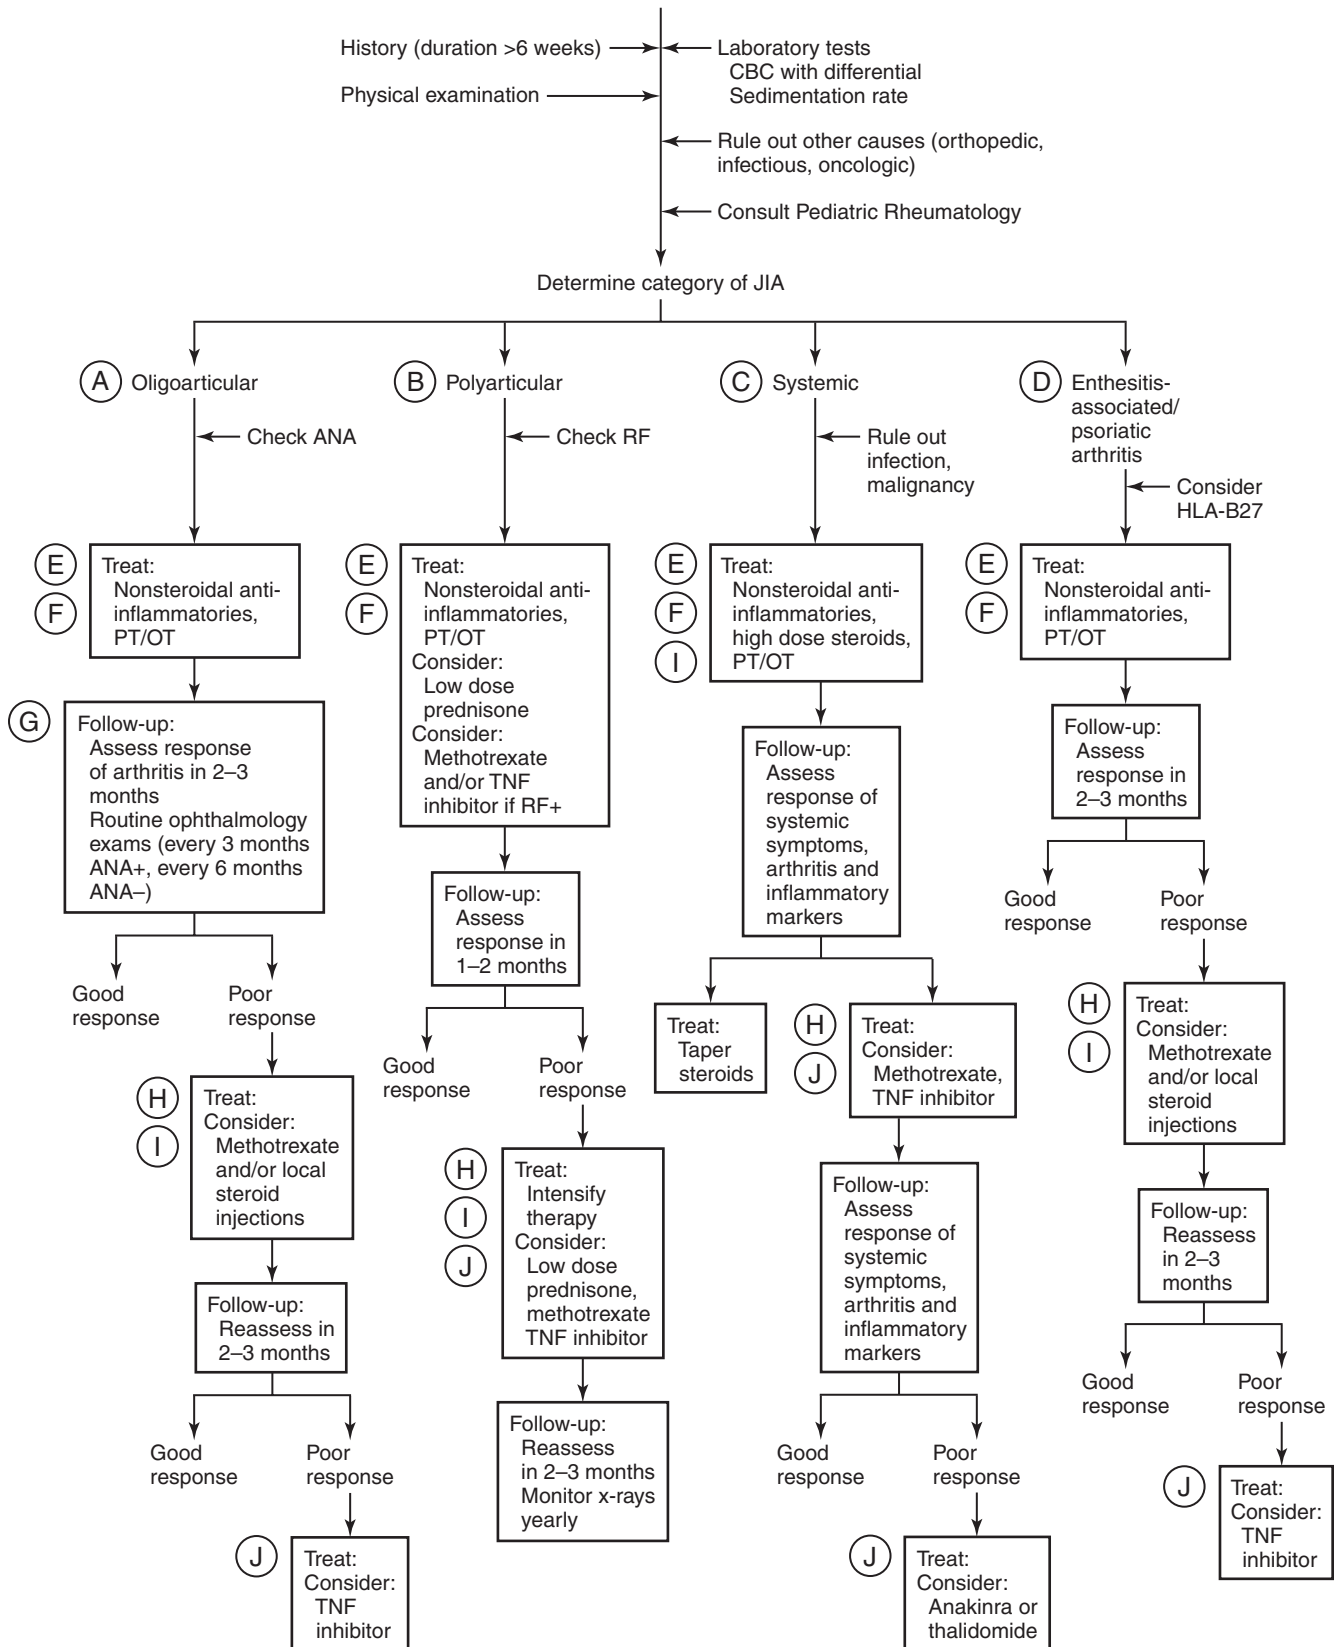 History (duration >6 weeks)
Laboratory tests
CBC with differential
Sedimentation rate
Physical examination
Rule out other causes (orthopedic,
infectious, oncologic)
Consult Pediatric Rheumatology
Determine category of JIA
A
Oligoarticular
Check ANA
E
F
Treat:
Nonsteroidal anti-
inflammatories,
PT/OT
G
Follow-up:
Assess response
of arthritis in 2–3
months
Routine ophthalmology
exams (every 3 months
ANA+, every 6 months
ANA–)
Good
response
Poor
response
H
I
Treat:
Consider:
Methotrexate
and/or local
steroid
injections
Follow-up:
Reassess in
2–3 months
Good
response
Poor
response
J
Treat:
Consider:
TNF
inhibitor
B
Polyarticular
Check RF
E
F
Treat:
Nonsteroidal anti-
inflammatories,
PT/OT
Consider:
Low dose
prednisone
Consider:
Methotrexate
and/or TNF
inhibitor if RF+
Follow-up:
Assess
response in
1–2 months
Good
response
Poor
response
H
I
J
Treat:
Intensify
therapy
Consider:
Low dose
prednisone,
methotrexate
TNF inhibitor
Follow-up:
Reassess
in 2–3 months
Monitor x-rays
yearly
C
Systemic
Rule out
infection,
malignancy
E
F
I
Treat:
Nonsteroidal anti-
inflammatories,
high dose steroids,
PT/OT
Follow-up:
Assess
response of
systemic
symptoms,
arthritis and
inflammatory
markers
Treat:
Taper
steroids
H
J
Treat:
Consider:
Methotrexate,
TNF inhibitor
Follow-up:
Assess
response of
systemic
symptoms,
arthritis and
inflammatory
markers
Good
response
Poor
response
J
Treat:
Consider:
Anakinra or
thalidomide
D
Enthesitis-
associated/
psoriatic
arthritis
Consider
HLA-B27
E
F
Treat:
Nonsteroidal anti-
inflammatories,
PT/OT
Follow-up:
Assess
response in
2–3 months
Good
response
Poor
response
H
I
Treat:
Consider:
Methotrexate
and/or local
steroid
injections
Follow-up:
Reassess
in 2–3
months
Good
response
Poor
response
J
Treat:
Consider:
TNF
inhibitor